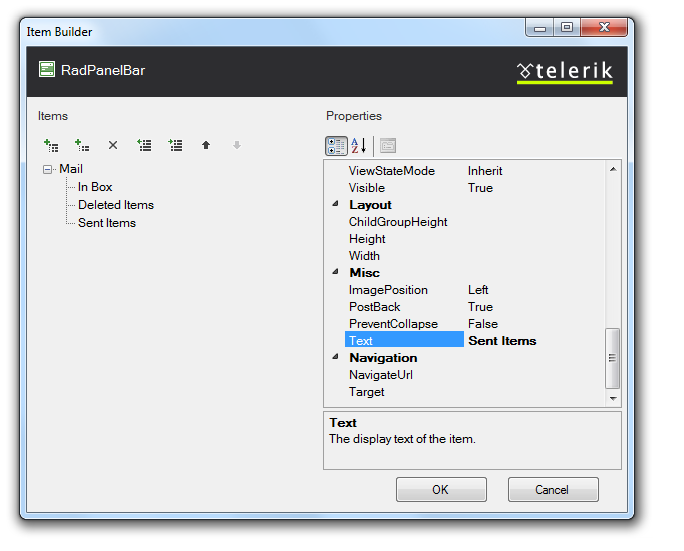 Item Builder
RadPanelBar
telerik
Items
Properties
Mail
In Box
Deleted Items
Sent Items
A
Z
ViewStateMode Inherit
Visible True
Layout
ChildGroupHeight
Height
Width
Misc
ImagePosition Left
PostBack True
PreventCollapse False
Text Sent Items
Navigation
NavigateUrl
Target
Text
The display text of the item.
OK
Cancel